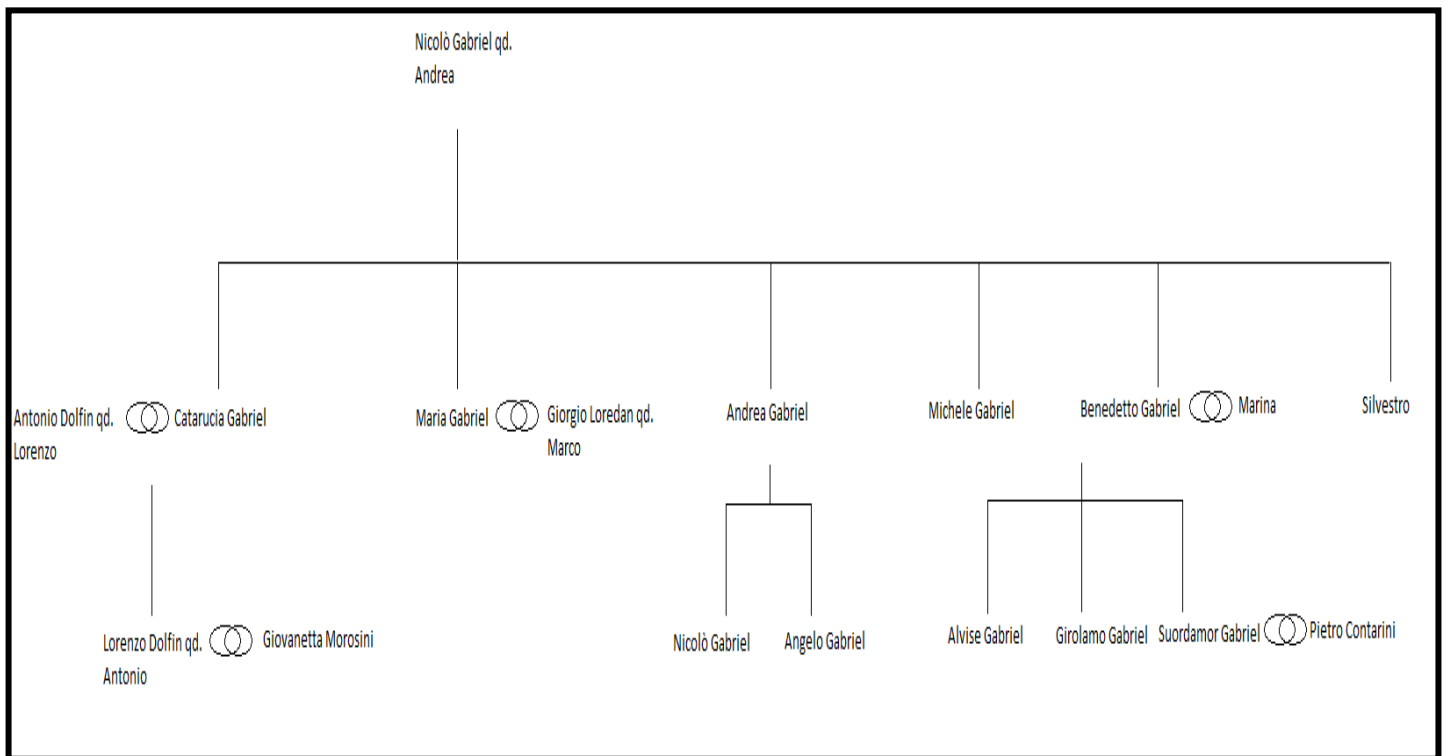 Nicolò Gabriel qd.
Andrea
Antonio Dolfin qd.
Lorenzo
Catarucia Gabriel
Maria Gabriel
Giorgio Loredan qd.
Marco
Andrea Gabriel
Michele Gabriel
Benedetto Gabriel
Marina
Silvestro
Lorenzo Dolfin qd.
Antonio
Giovanetta Morosini
Nicolò Gabriel
Angelo Gabriel
Alvise Gabriel
Girolamo Gabriel
Suordamor Gabriel
Pietro Contarini